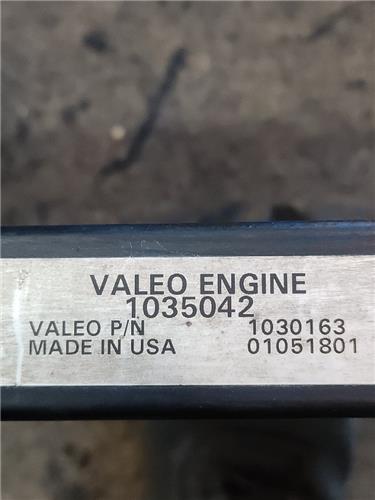 VALEO ENGINE
1035042
VALEO P/N 1030163
MADE IN USA 01051801